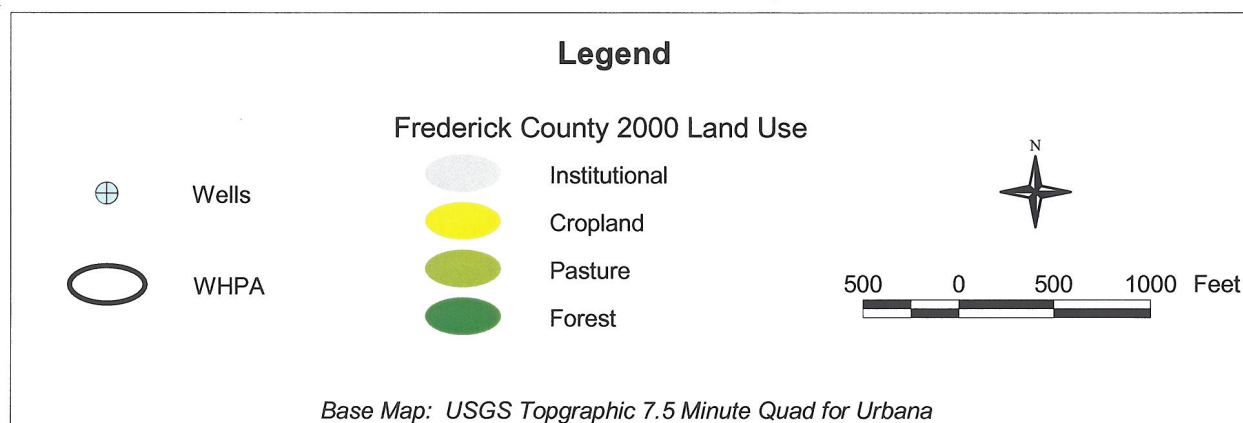 Legend
Frederick County 2000 Land Use
Wells
WHPA
Institutional
Cropland
Pasture
Forest
N
500 0 500 1000 Feet
Base Map: USGS Topgraphic 7.5 Minute Quad for Urbana